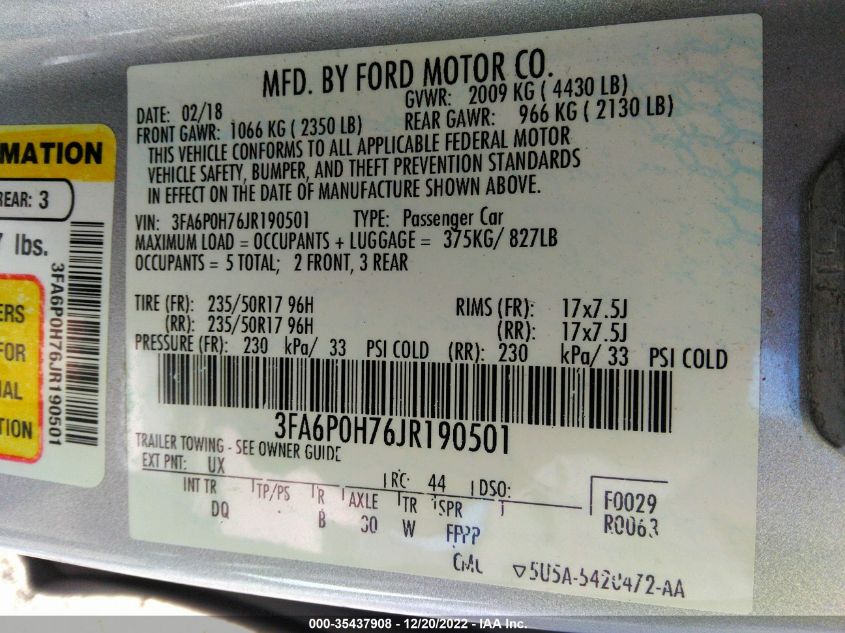 MFD. BY FORD MOTOR CO.
DATE: 02/18 GVWR: 2009 KG ( 4430 LB)
FRONT GAWR: 1066 KG ( 2350 LB) REAR GAWR: 966 KG ( 2130 LB)
THIS VEHICLE CONFORMS TO ALL APPLICABLE FEDERAL MOTOR
VEHICLE SAFETY, BUMPER, AND THEFT PREVENTION STANDARDS
IN EFFECT ON THE DATE OF MANUFACTURE SHOWN ABOVE.
VIN: 3FA6P0H76JR190501 TYPE: Passenger Car
MAXIMUM LOAD = OCCUPANTS + LUGGAGE = 375KG/ 827LB
OCCUPANTS = 5 TOTAL; 2 FRONT, 3 REAR
TIRE (FR): 235/50R17 96H RIMS (FR): 17x7.5J
(RR): 235/50R17 96H (RR): 17x7.5J
PRESSURE (FR): 230 kPa/ 33 PSI COLD (RR): 230 kPa/ 33 PSI COLD
3FA6P0H76JR190501
TRAILER TOWING - SEE OWNER GUIDE
EXT PNT: UX RC: 44 DSO:
INT TR TP/PS R AXLE TR SPR
DQ B W
F0029
R0063
5U5A-5420472-AA
MATION
REAR: 3
lbs.
3FA6P0H76JR190501
ERS
FOR
NAL
TION
000-35437908 - 12/20/2022 - IAA Inc.